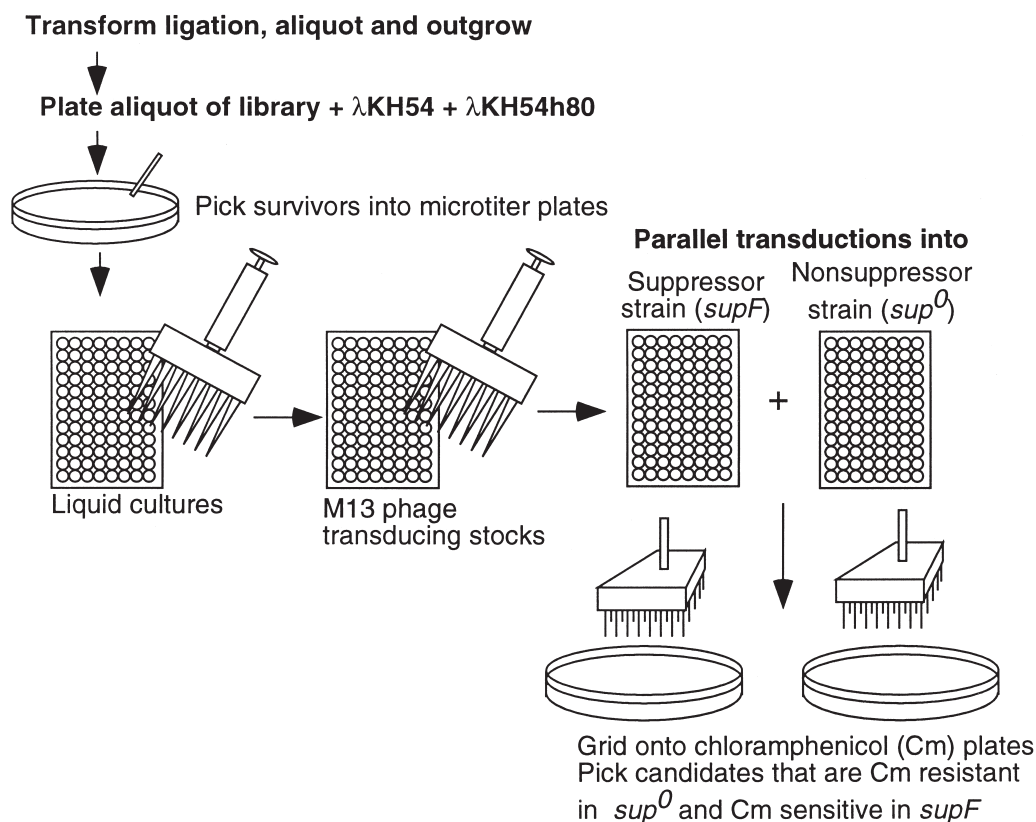 Transform ligation, aliquot and outgrow
Plate aliquot of library + λKH54 + λKH54h80
Pick survivors into microtiter plates
Parallel transductions into
Suppressor
strain (supF)
Nonsuppressor
strain (sup⁰)
+
Liquid cultures
M13 phage
transducing stocks
Grid onto chloramphenicol (Cm) plates
Pick candidates that are Cm resistant
in sup⁰ and Cm sensitive in supF